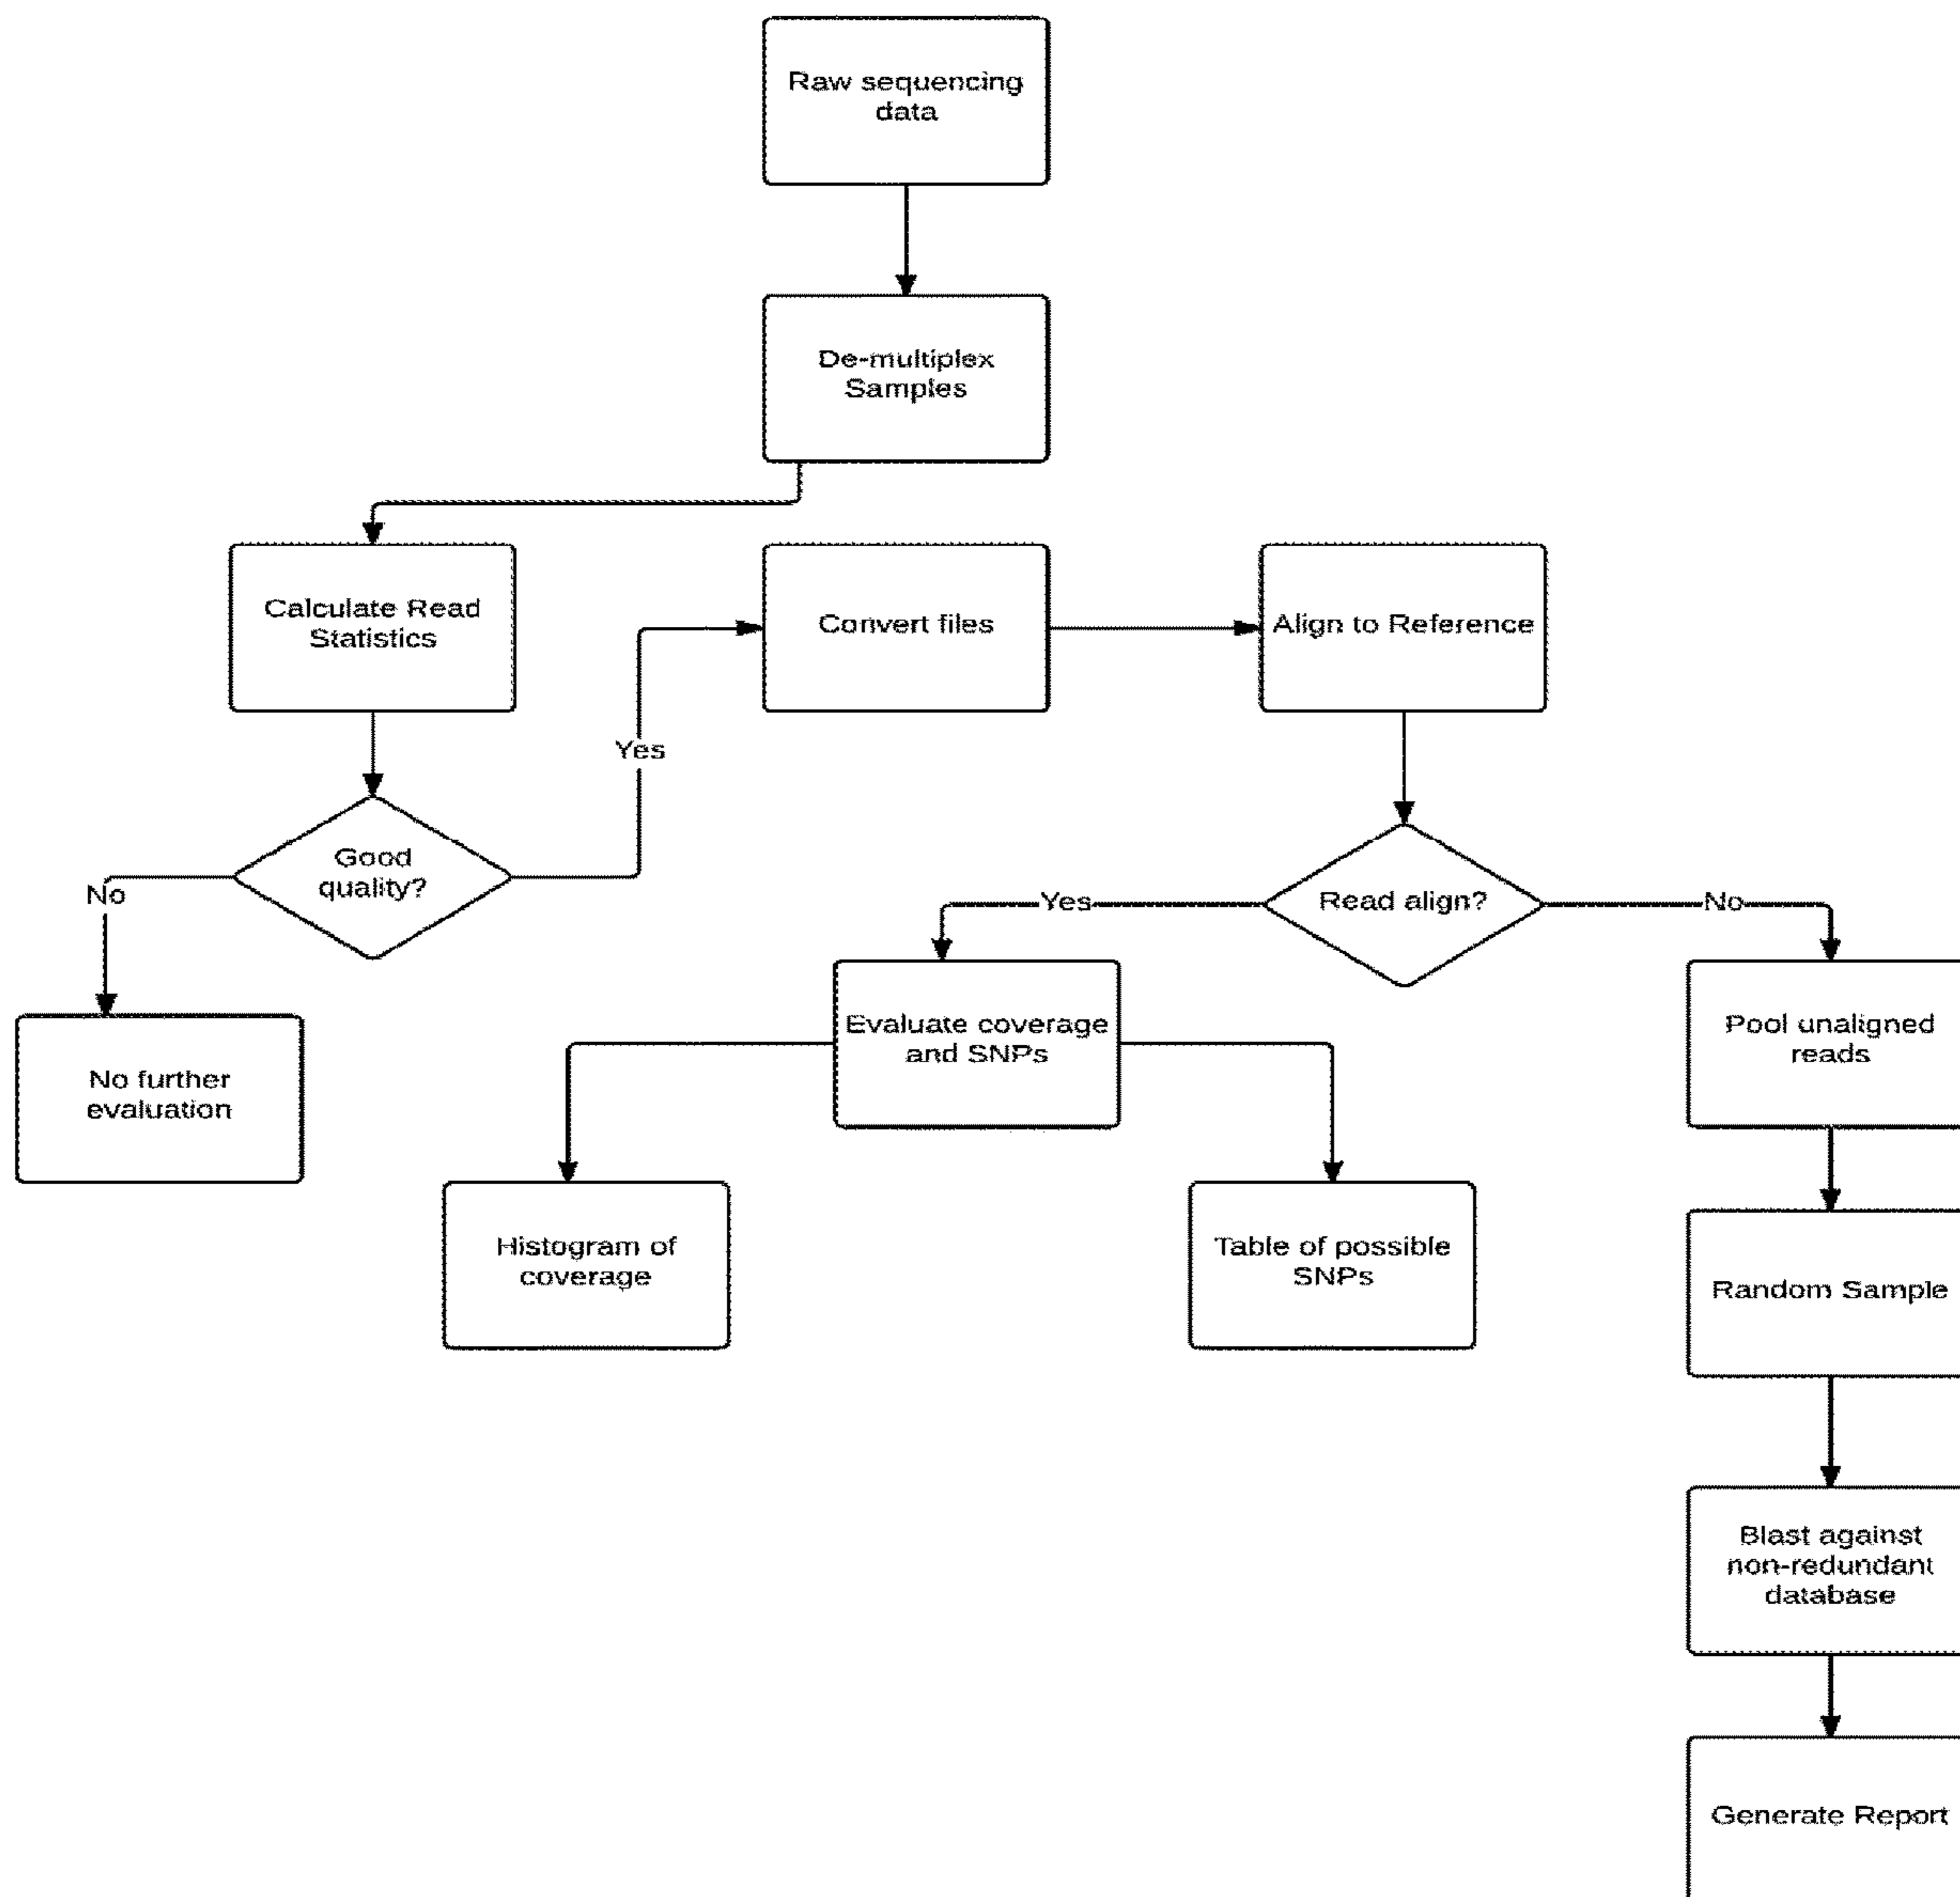 Raw sequencing
data
De-multiplex
Samples
Calculate Read
Statistics
Convert files
Align to Reference
Yes
Good
quality?
No
Yes
Read align?
No
Evaluate coverage
and SNPs
Pool unaligned
reads
No further
evaluation
Histogram of
coverage
Table of possible
SNPs
Random Sample
Blast against
non-redundant
database
Generate Report